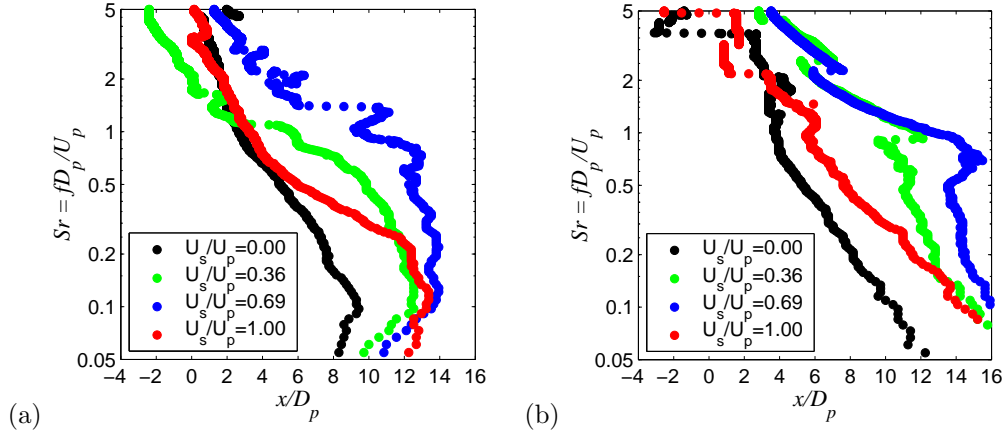 5
2
1
0.5
0.2
0.1
0.05
Sr = fD_p/U_p
U_s/U_p=0.00
U_s/U_p=0.36
U_s/U_p=0.69
U_s/U_p=1.00
−4 −2 0 2 4 6 8 10 12 14 16
x/D_p
(a)
5
2
1
0.5
0.2
0.1
0.05
Sr = fD_p/U_p
U_s/U_p=0.00
U_s/U_p=0.36
U_s/U_p=0.69
U_s/U_p=1.00
−4 −2 0 2 4 6 8 10 12 14 16
x/D_p
(b)